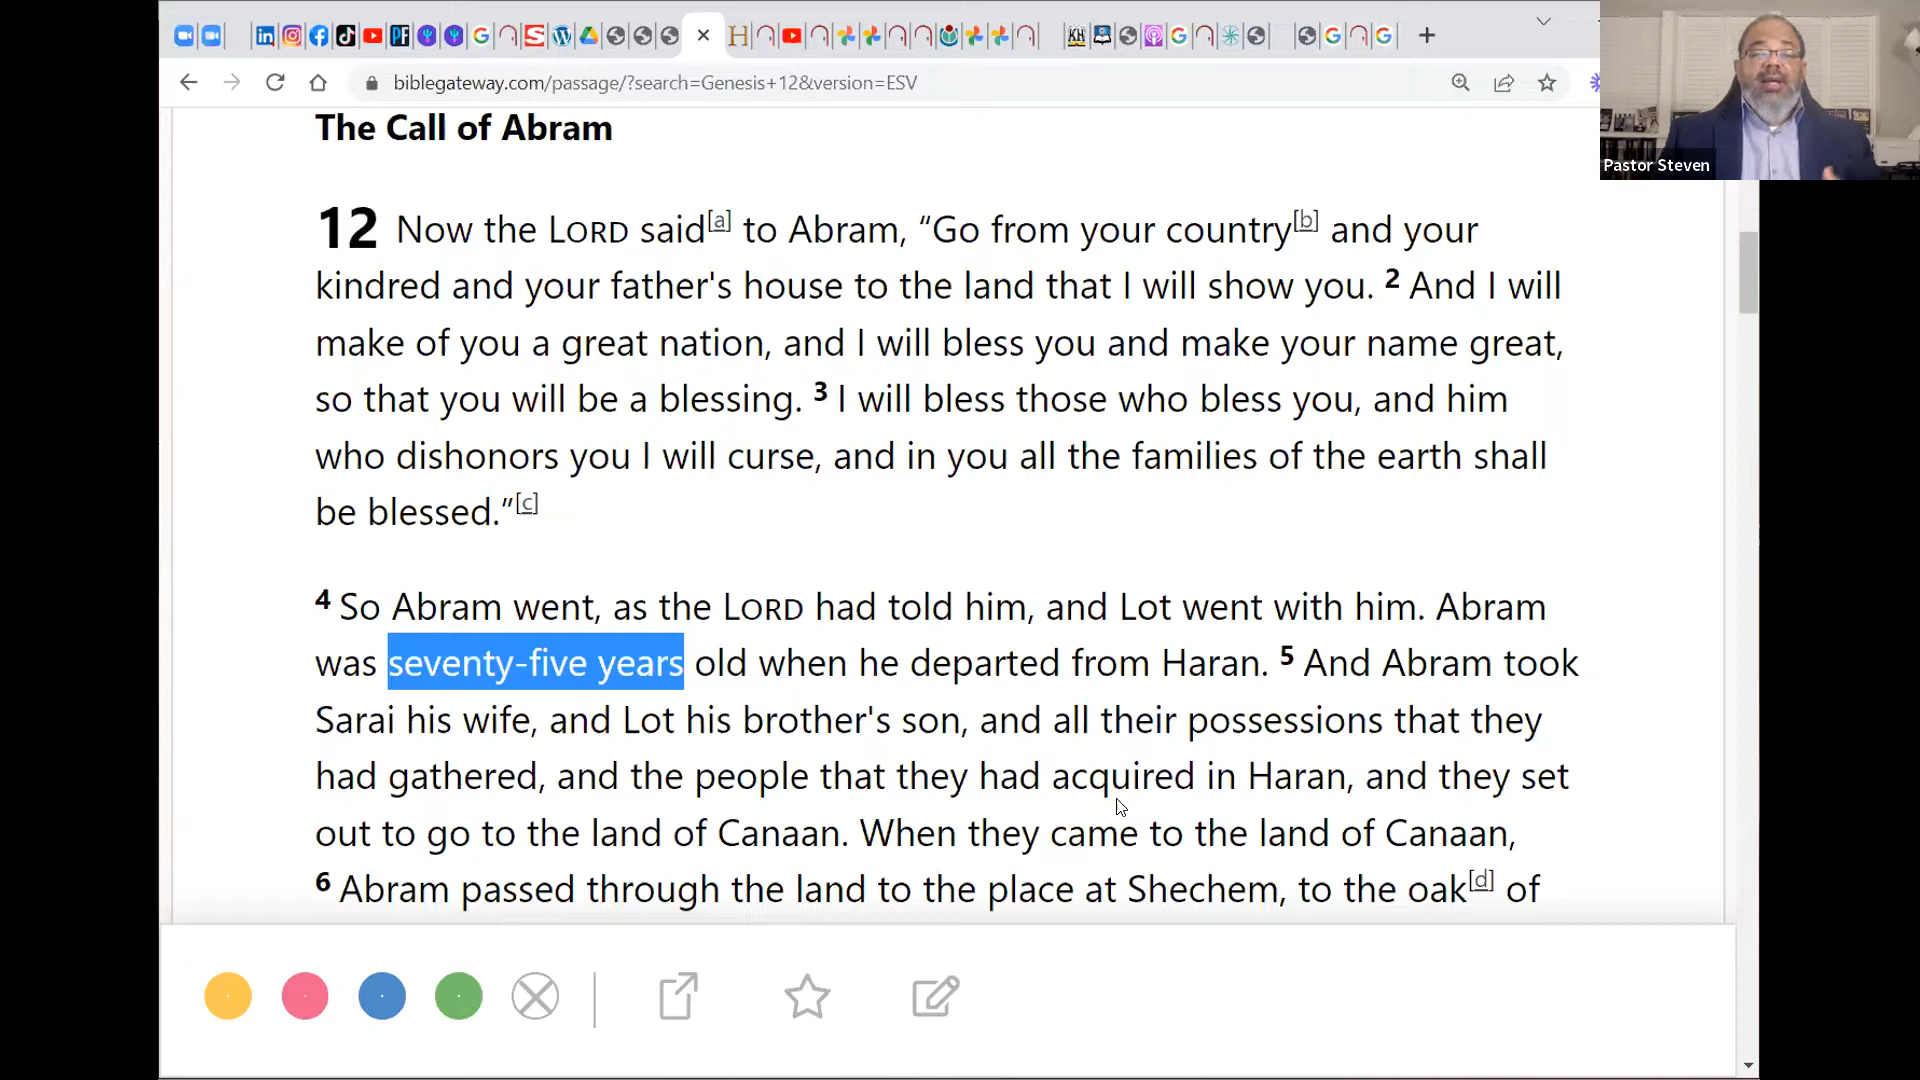 biblegateway.com/passage/?search=Genesis+12&version=ESV
Pastor Steven
The Call of Abram
12 Now the LORD said[a] to Abram, “Go from your country[b] and your
kindred and your father's house to the land that I will show you. 2 And I will
make of you a great nation, and I will bless you and make your name great,
so that you will be a blessing. 3 I will bless those who bless you, and him
who dishonors you I will curse, and in you all the families of the earth shall
be blessed.”[c]
4 So Abram went, as the LORD had told him, and Lot went with him. Abram
was seventy-five years old when he departed from Haran. 5 And Abram took
Sarai his wife, and Lot his brother's son, and all their possessions that they
had gathered, and the people that they had acquired in Haran, and they set
out to go to the land of Canaan. When they came to the land of Canaan,
6 Abram passed through the land to the place at Shechem, to the oak[d] of